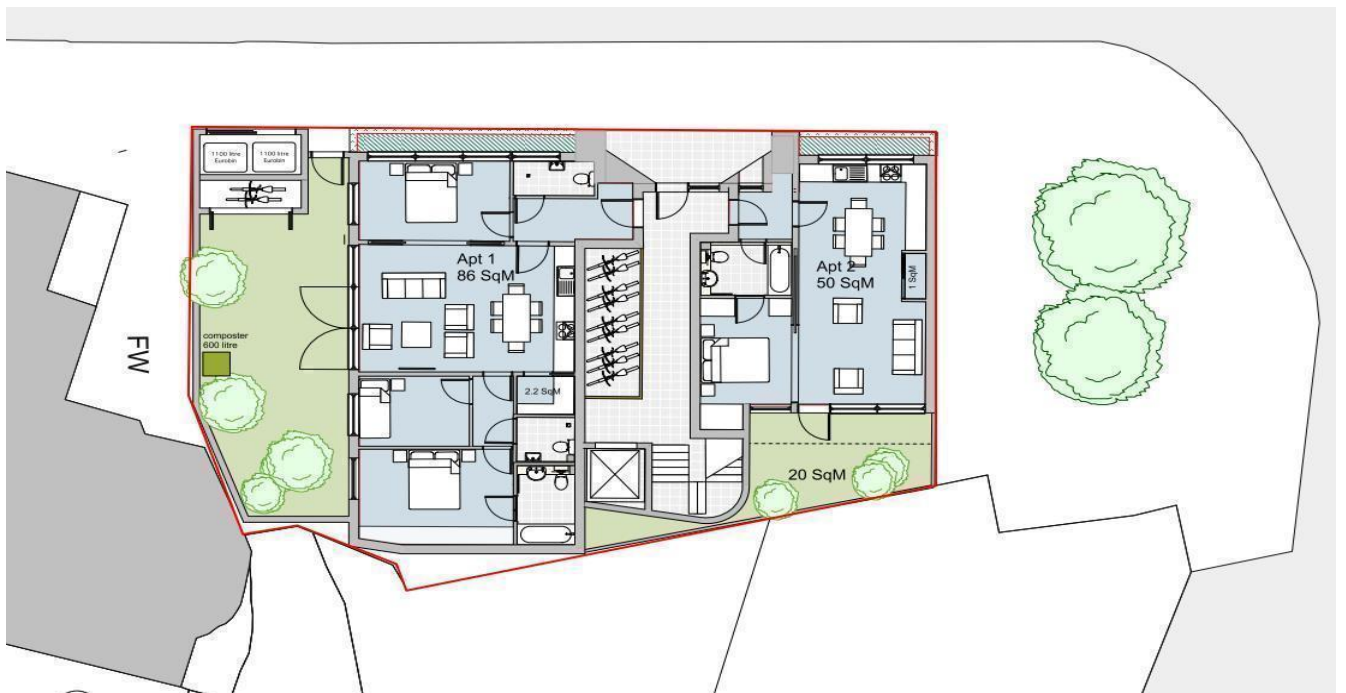 1100 litre
Eurobin
1100 litre
Eurobin
Apt 1
86 SqM
Apt 2
50 SqM
1 SqM
composter
600 litre
FW
2.2 SqM
20 SqM